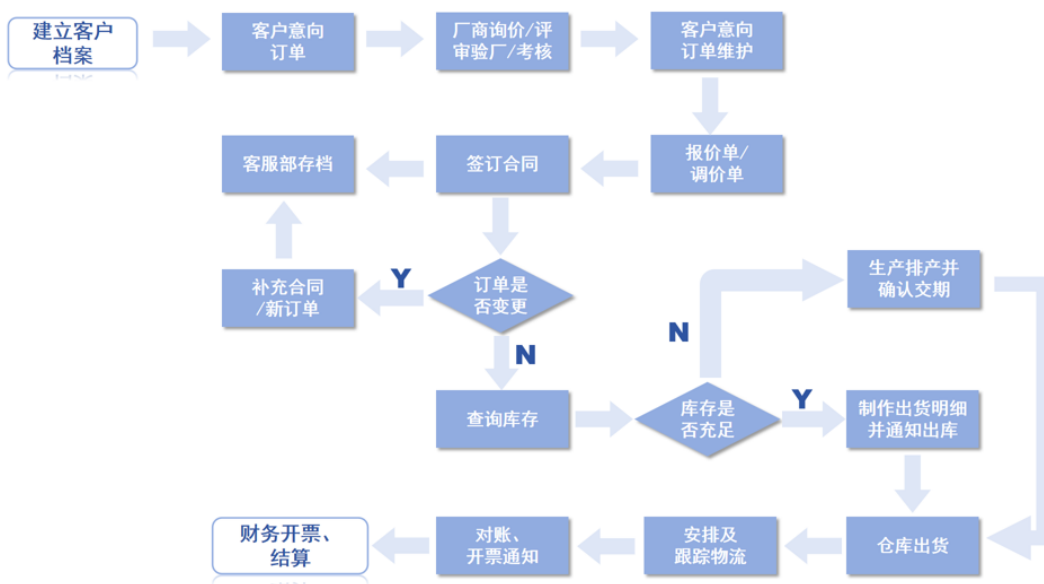 建立客户
档案
客户意向
订单
厂商询价/评
审验厂/考核
客户意向
订单维护
客服部存档
签订合同
报价单/
调价单
补充合同
/新订单
Y
订单是
否变更
N
生产排产并
确认交期
N
查询库存
库存是
否充足
Y
制作出货明细
并通知出库
财务开票、
结算
对账、
开票通知
安排及
跟踪物流
仓库出货